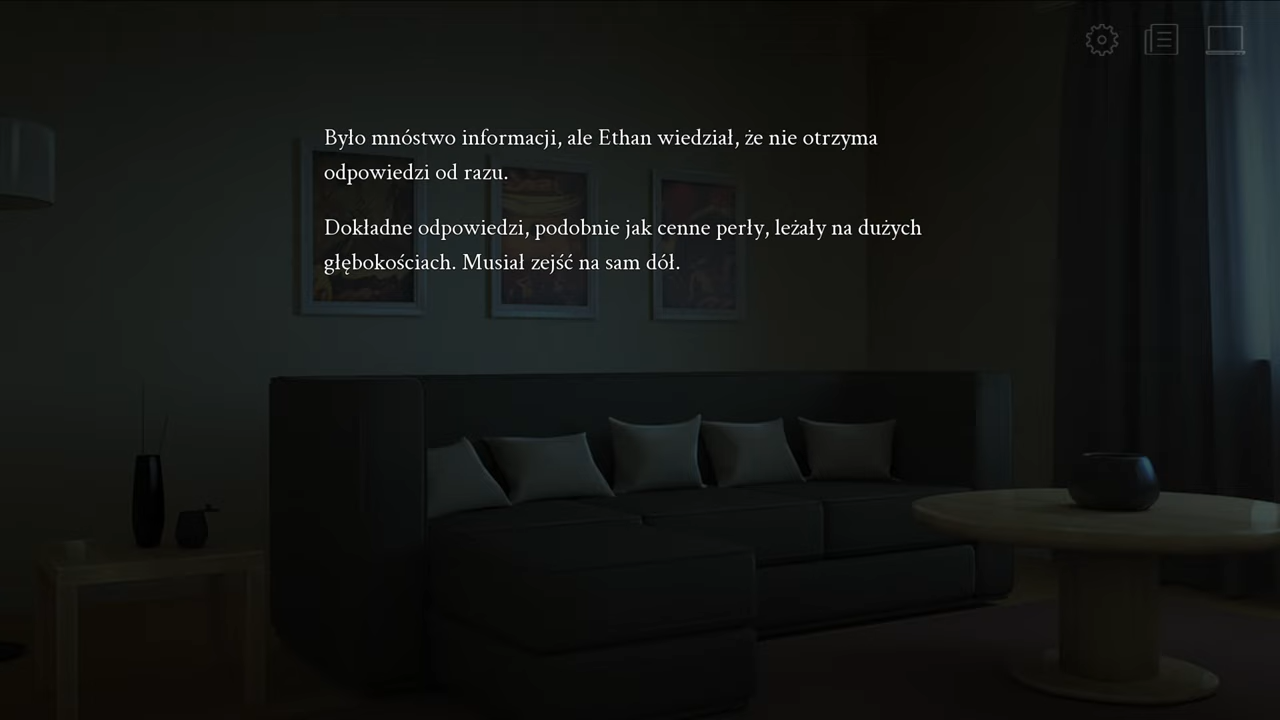 Było mnóstwo informacji, ale Ethan wiedział, że nie otrzyma
odpowiedzi od razu.
Dokładne odpowiedzi, podobnie jak cenne perły, leżały na dużych
głębokościach. Musiał zejść na sam dół.